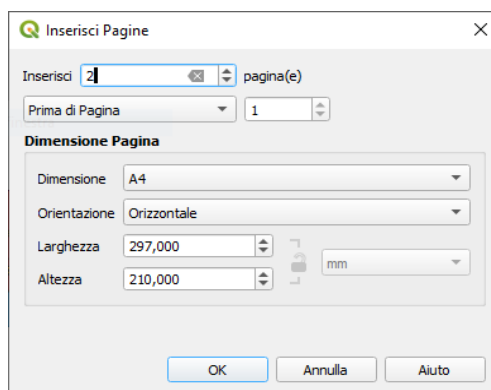 Inserisci Pagine
Inserisci 2 pagina(e)
Prima di Pagina 1
Dimensione Pagina
Dimensione A4
Orientazione Orizzontale
Larghezza 297,000
mm
Altezza 210,000
OK Annulla Aiuto